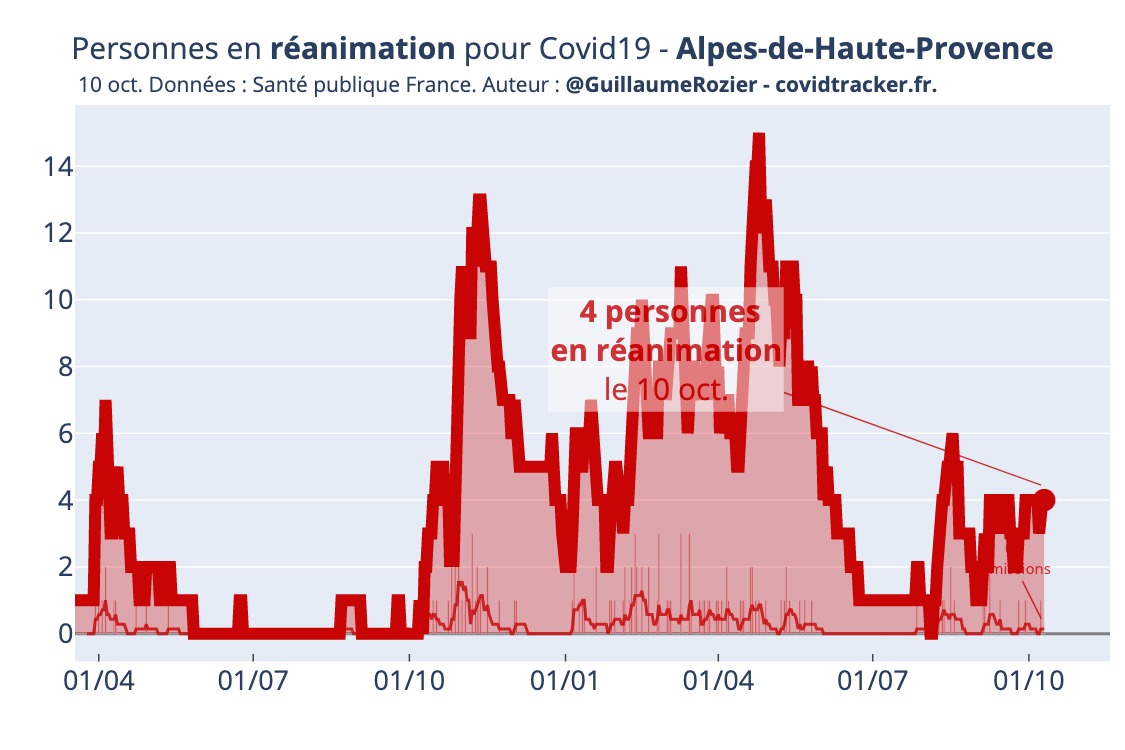 Personnes en réanimation pour Covid19 - Alpes-de-Haute-Provence
10 oct. Données : Santé publique France. Auteur : @GuillaumeRozier - covidtracker.fr.
14
12
10
8
6
4
2
0
4 personnes
en réanimation
le 10 oct.
01/04 01/07 01/10 01/01 01/04 01/07 01/10